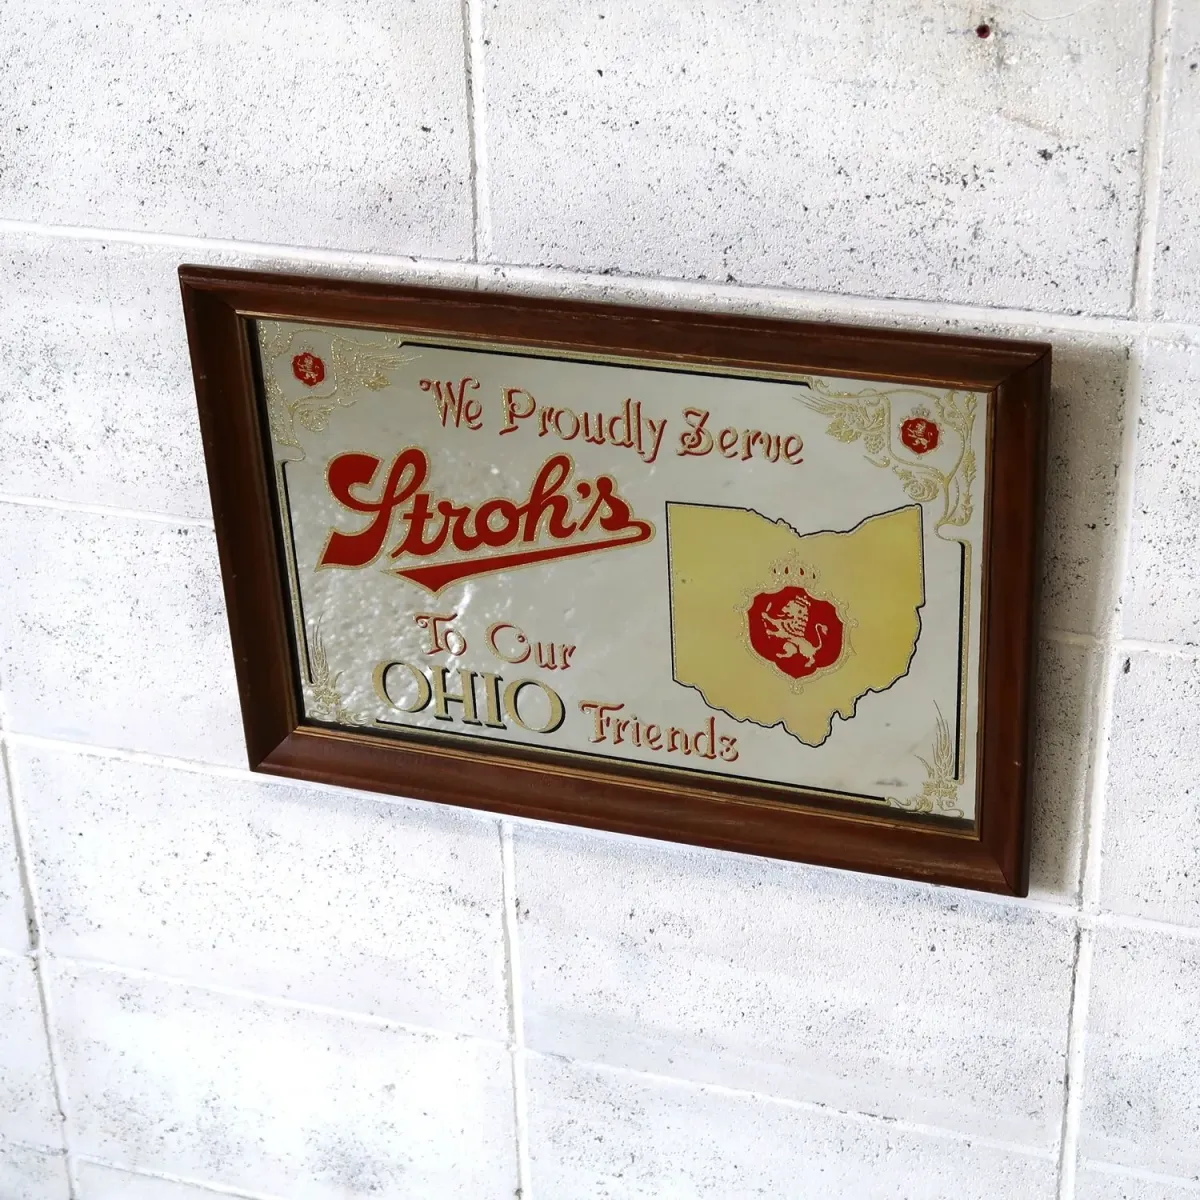 We Proudly Serve
Stroh's
To Our
OHIO Friends